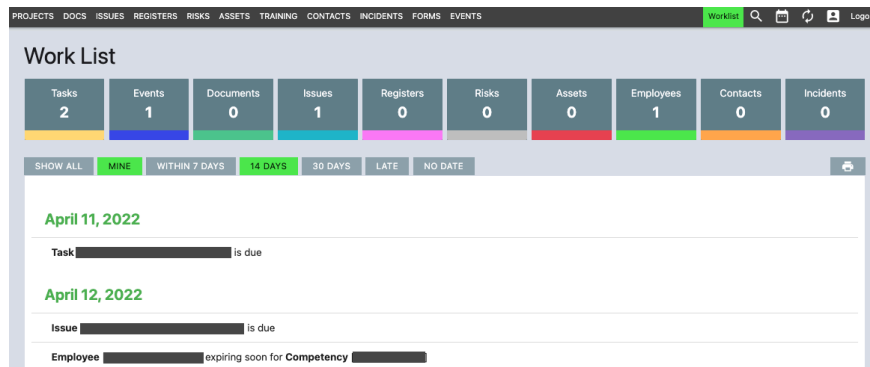 PROJECTS DOCS ISSUES REGISTERS RISKS ASSETS TRAINING CONTACTS INCIDENTS FORMS EVENTS Worklist Logo
Work List
Tasks Events Documents Issues Registers Risks Assets Employees Contacts Incidents
2 1 0 1 0 0 0 1 0 0
SHOW ALL MINE WITHIN 7 DAYS 14 DAYS 30 DAYS LATE NO DATE
April 11, 2022
Task is due
April 12, 2022
Issue is due
Employee expiring soon for Competency